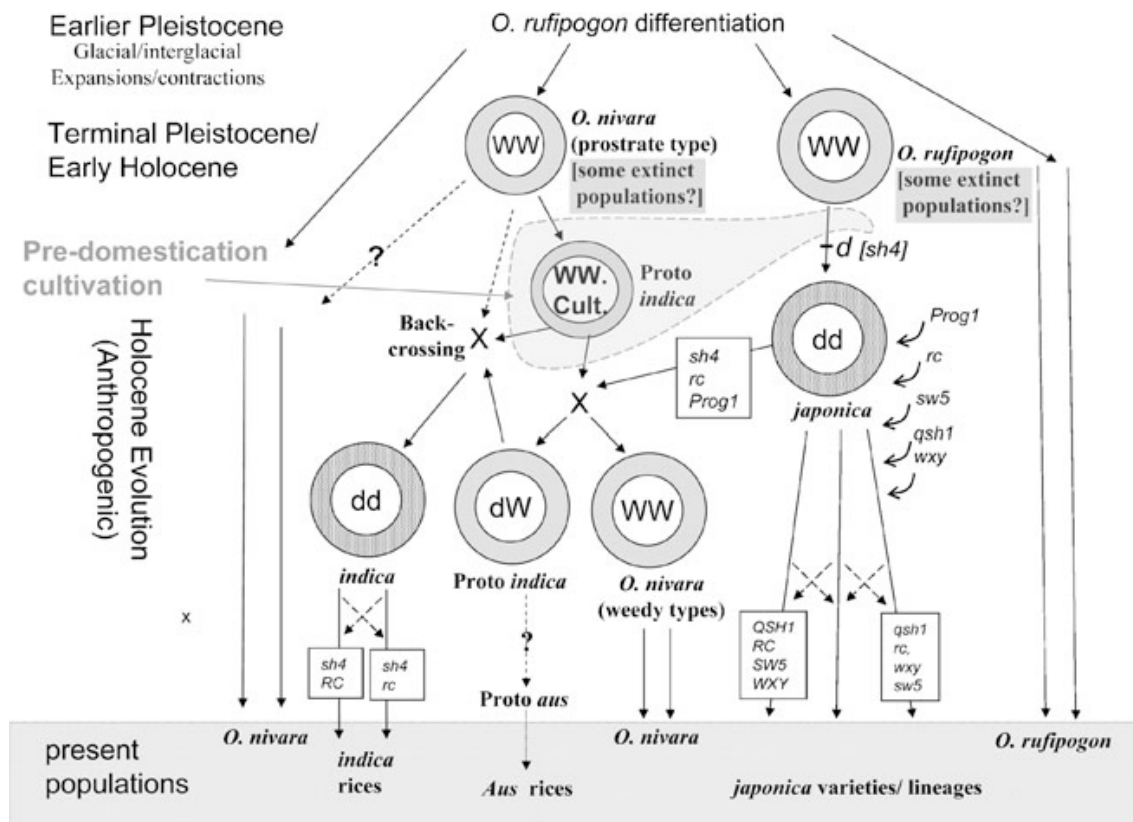 Earlier Pleistocene
Glacial/interglacial
Expansions/contractions
O. rufipogon differentiation
Terminal Pleistocene/
Early Holocene
WW
O. nivara
(prostrate type)
[some extinct
populations?]
WW
O. rufipogon
[some extinct
populations?]
Pre-domestication
cultivation
?
WW.
Cult.
Proto
indica
d [sh4]
Holocene Evolution
(Anthropogenic)
Back-
crossing
X
X
sh4
rc
Prog1
dd
japonica
Prog1
rc
sw5
qsh1
wxy
dd
indica
dW
Proto indica
WW
O. nivara
(weedy types)
x
?
sh4
RC
sh4
rc
Proto aus
QSH1
RC
SW5
WXY
qsh1
rc,
wxy
sw5
present
populations
O. nivara
indica
rices
Aus rices
O. nivara
japonica varieties/ lineages
O. rufipogon